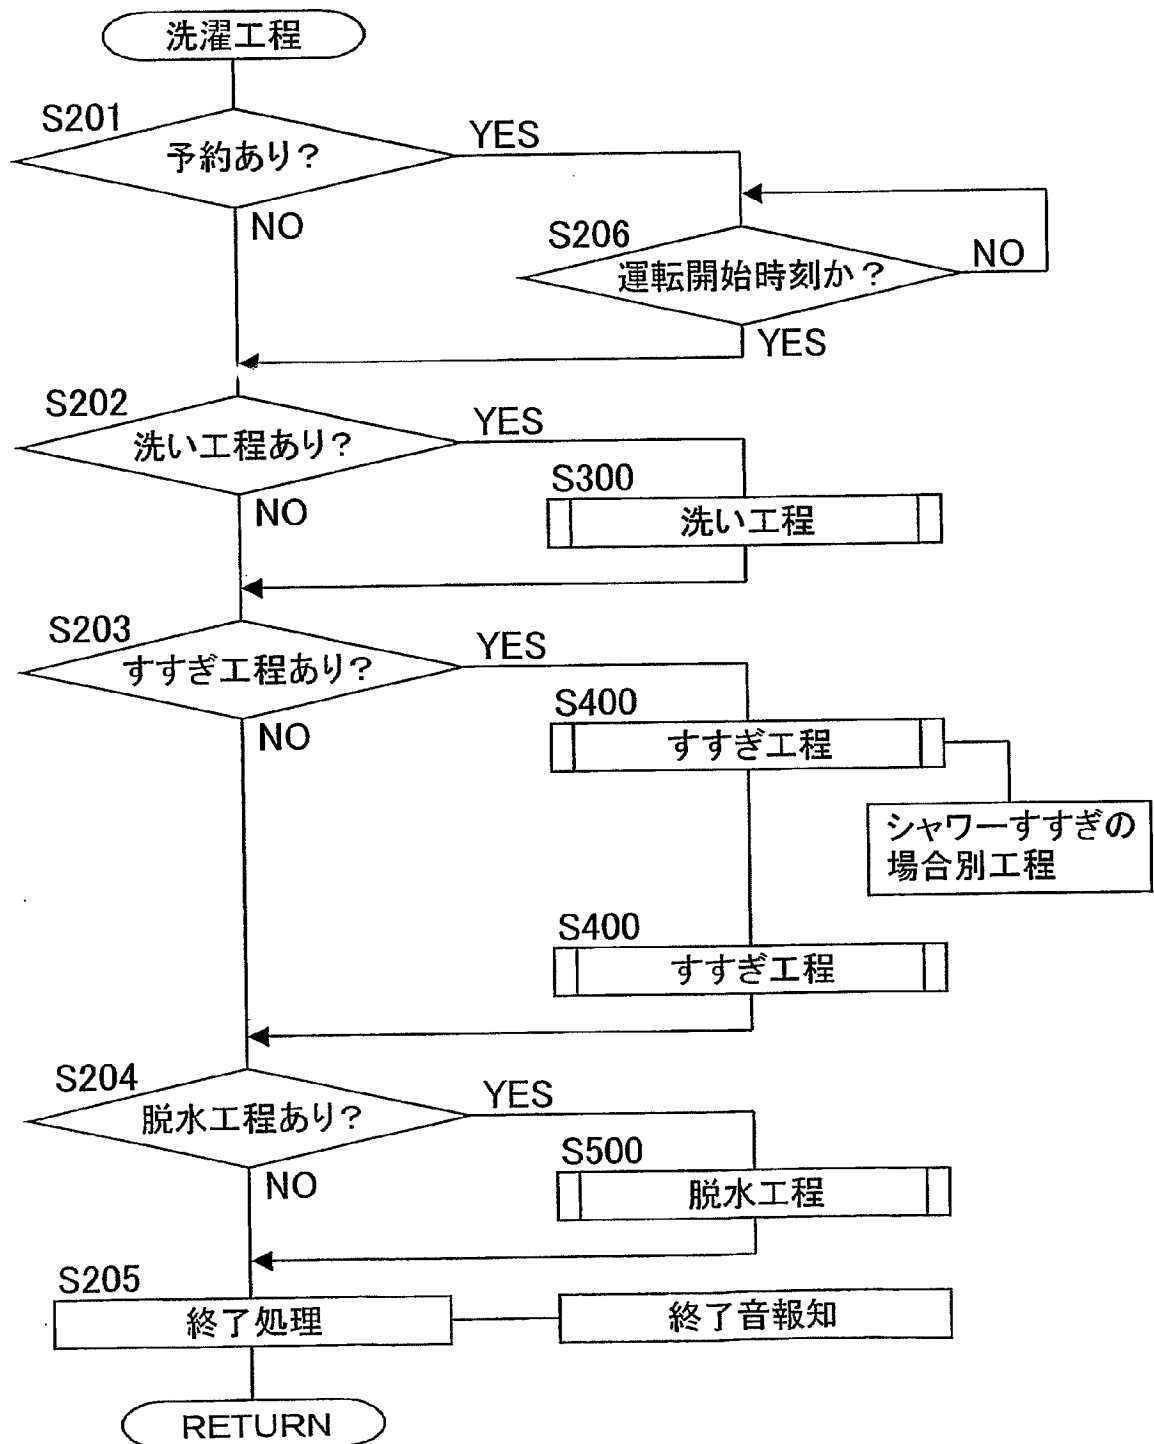 洗濯工程
S201
予約あり？
YES
NO
S206
運転開始時刻か？
NO
YES
S202
洗い工程あり？
YES
NO
S300
洗い工程
S203
すすぎ工程あり？
YES
NO
S400
すすぎ工程
シャワーすすぎの
場合別工程
S400
すすぎ工程
S204
脱水工程あり？
YES
NO
S500
脱水工程
S205
終了処理
終了音報知
RETURN